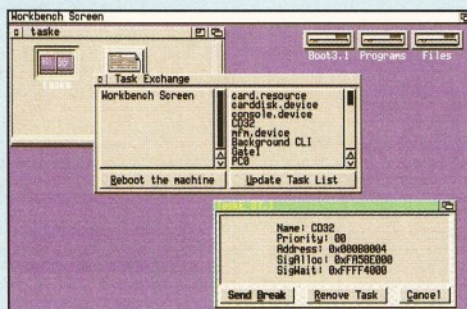 Workbench Screen
taske
Boot3.1 Programs Files
taske
Task Exchange
Workbench Screen
card.resource
carddisk.device
console.device
CD32
mfm.device
Background CLI
Gate1
PC0
Reboot the machine
Update Task List
Name: CD32
Priority: 00
Address: 0x000B0004
SigAlloc: 0xFA58E000
SigWait: 0xFFFF4000
Send Break Remove Task Cancel